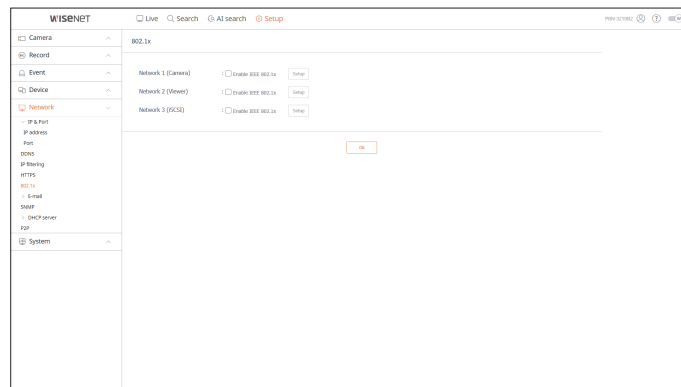 WISENET
Live Search AI search Setup
Camera
Record
Event
Device
Network
IP & Port
IP address
Port
DDNS
IP filtering
HTTPS
802.1x
E-mail
SNMP
DHCP server
P2P
System
802.1x
Network 1 (Camera) : Enable IEEE 802.1x Setup
Network 2 (Viewer) : Enable IEEE 802.1x Setup
Network 3 (iSCSI) : Enable IEEE 802.1x Setup
OK